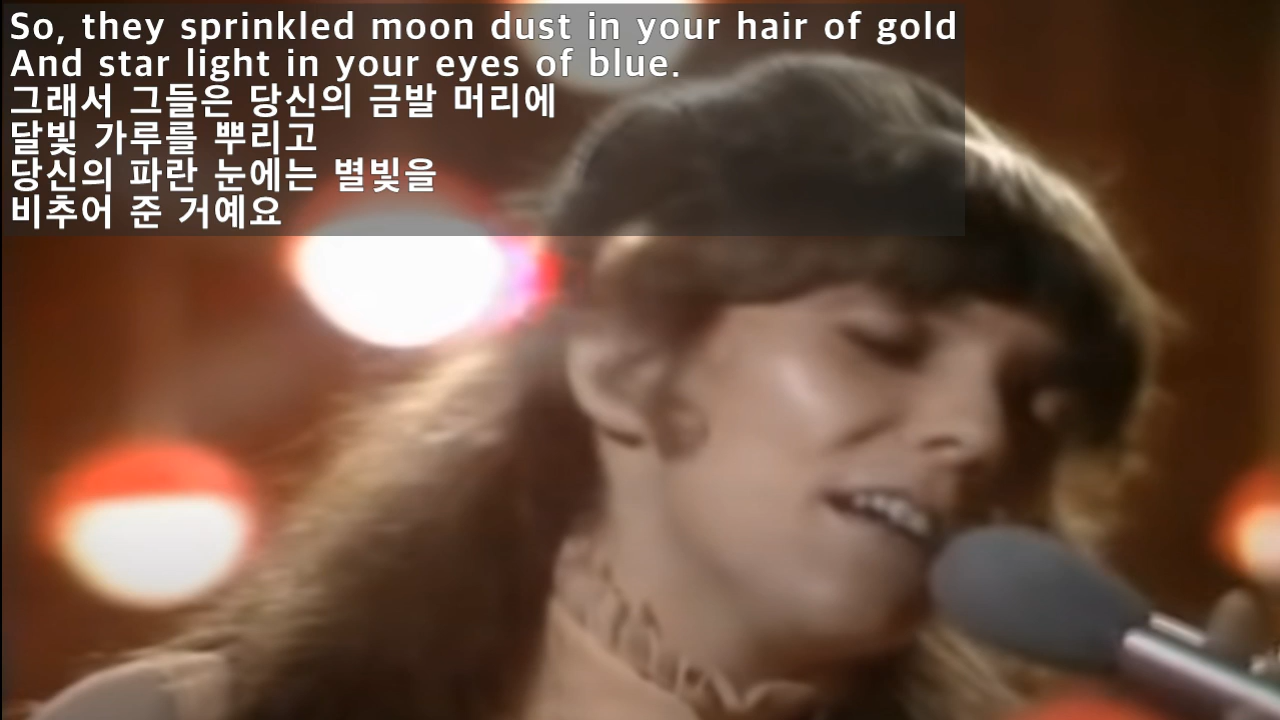 So, they sprinkled moon dust in your hair of gold
And star light in your eyes of blue.
그래서 그들은 당신의 금발 머리에
달빛 가루를 뿌리고
당신의 파란 눈에는 별빛을
비추어 준 거예요